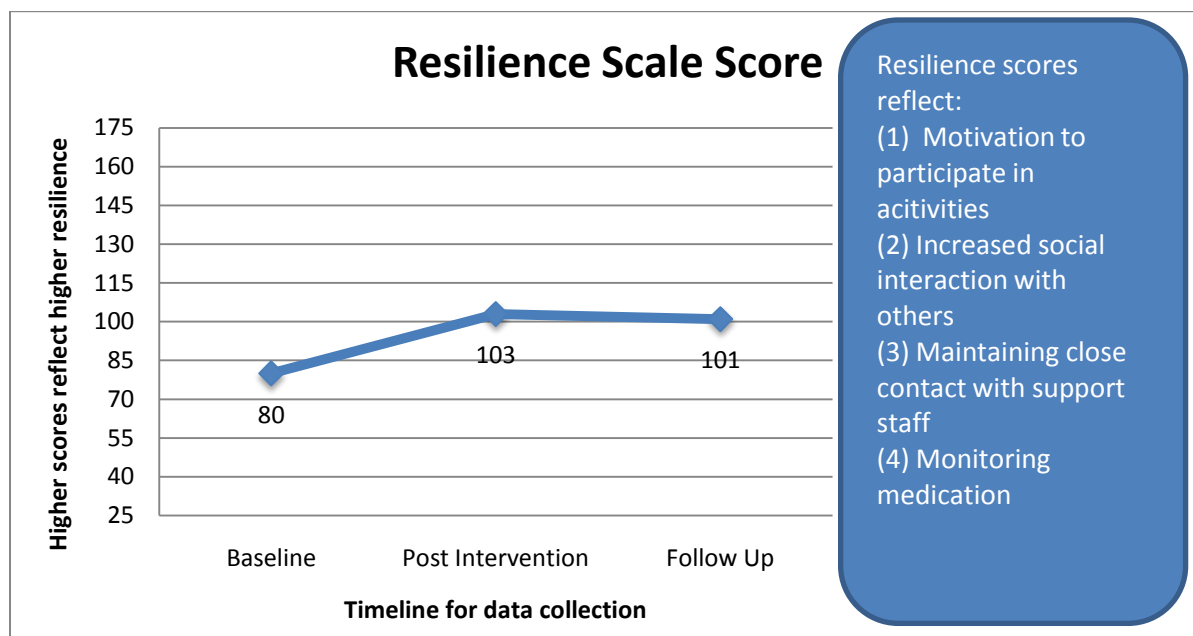 Resilience Scale Score
Higher scores reflect higher resilience
175
160
145
130
115
100
85
70
55
40
25
80
103
101
Baseline
Post Intervention
Follow Up
Timeline for data collection
Resilience scores
reflect:
(1) Motivation to
participate in
acitivities
(2) Increased social
interaction with
others
(3) Maintaining close
contact with support
staff
(4) Monitoring
medication